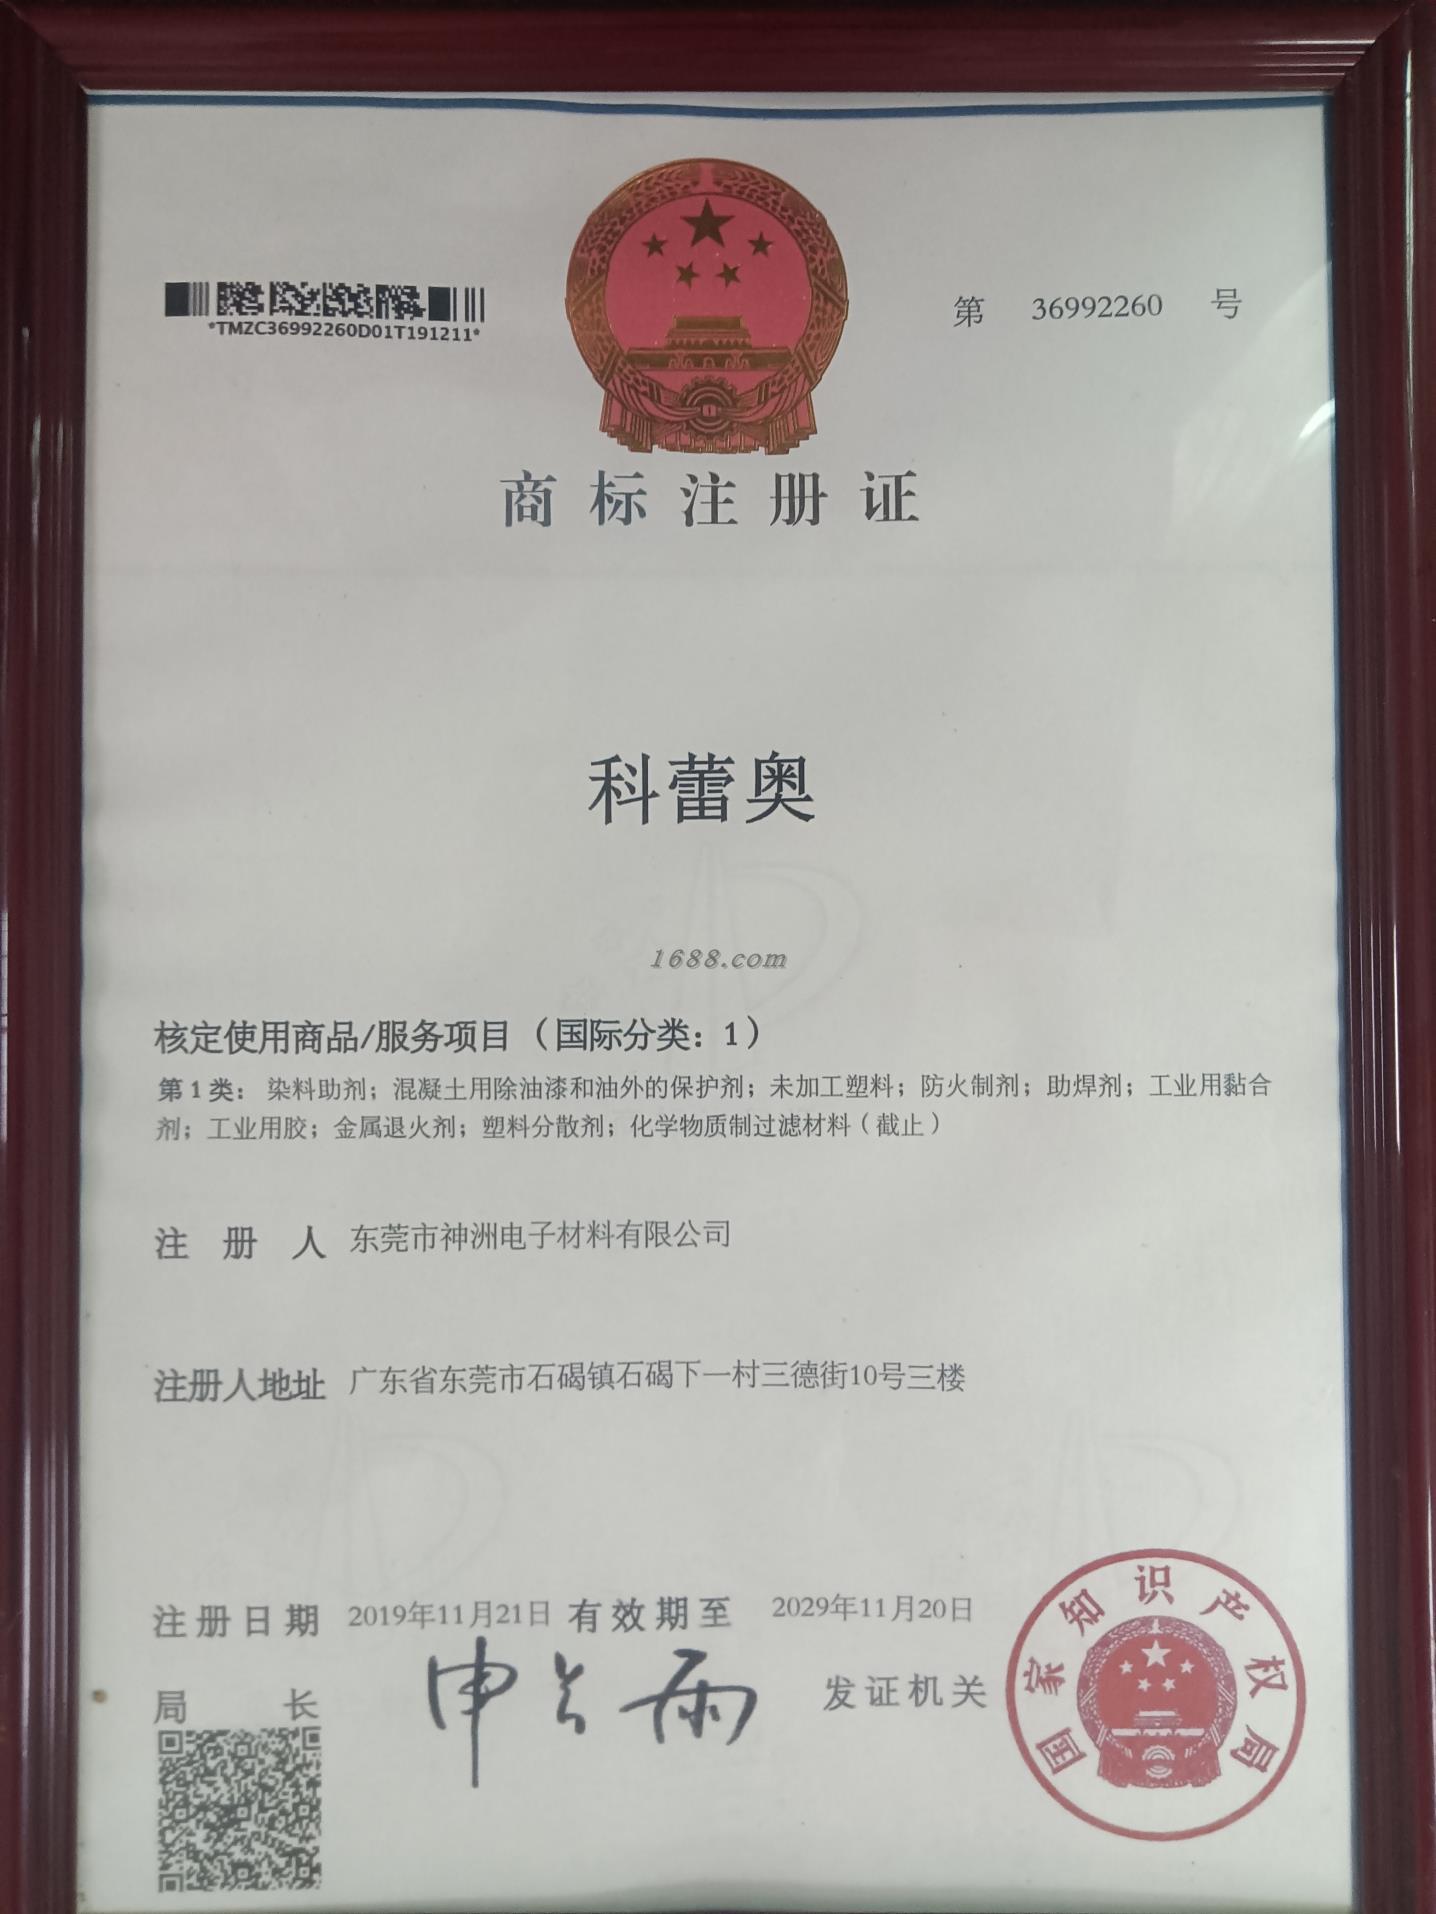 *TMZC36992260D01T191211*
第 36992260 号
商标注册证
科蕾奥
1688.com
核定使用商品/服务项目（国际分类：1）
第1类：染料助剂；混凝土用除油漆和油外的保护剂；未加工塑料；防火制剂；助焊剂；工业用黏合
剂；工业用胶；金属退火剂；塑料分散剂；化学物质制过滤材料（截止）
注册人 东莞市神洲电子材料有限公司
注册人地址 广东省东莞市石碣镇石碣下一村三德街10号三楼
注册日期 2019年11月21日 有效期至 2029年11月20日
局长 申长雨 发证机关
国家知识产权局